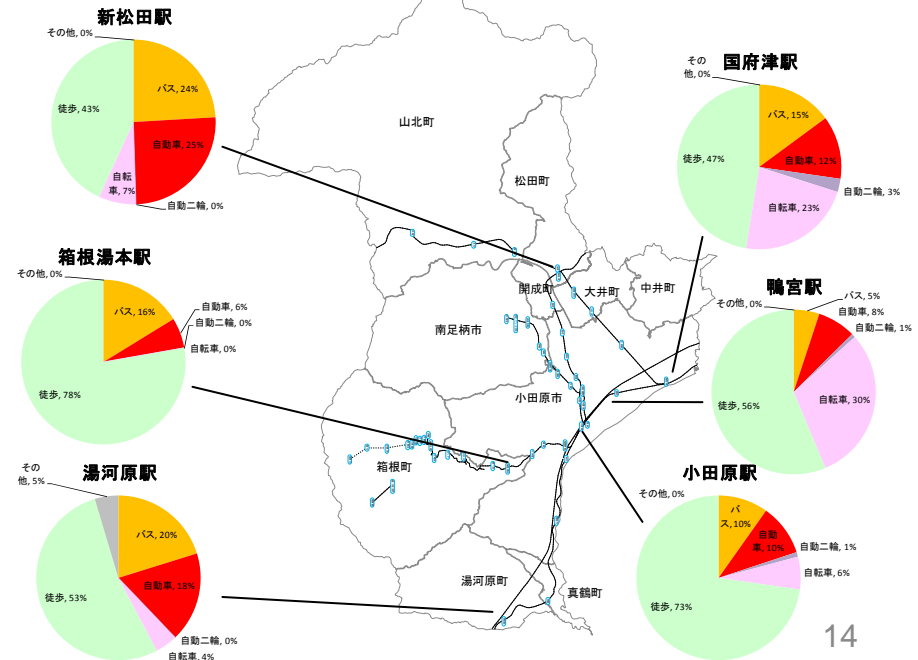 新松田駅
その他, 0%
バス, 24%
自動車, 25%
自動二輪, 0%
自転
車, 7%
徒歩, 43%
箱根湯本駅
その他, 0%
バス, 16%
自動車, 6%
自動二輪, 0%
自転車, 0%
徒歩, 78%
湯河原駅
その
他, 5%
バス, 20%
自動車, 18%
自動二輪, 0%
自転車, 4%
徒歩, 53%
山北町
松田町
開成町
大井町
中井町
南足柄市
小田原市
箱根町
湯河原町
真鶴町
国府津駅
その
他, 0%
バス, 15%
自動車, 12%
自動二輪, 3%
自転車, 23%
徒歩, 47%
鴨宮駅
その他, 0%
バス, 5%
自動車, 8%
自動二輪, 1%
自転車, 30%
徒歩, 56%
小田原駅
その他, 0%
バ
ス, 10%
自動
車, 10%
自動二輪, 1%
自転車, 6%
徒歩, 73%
14